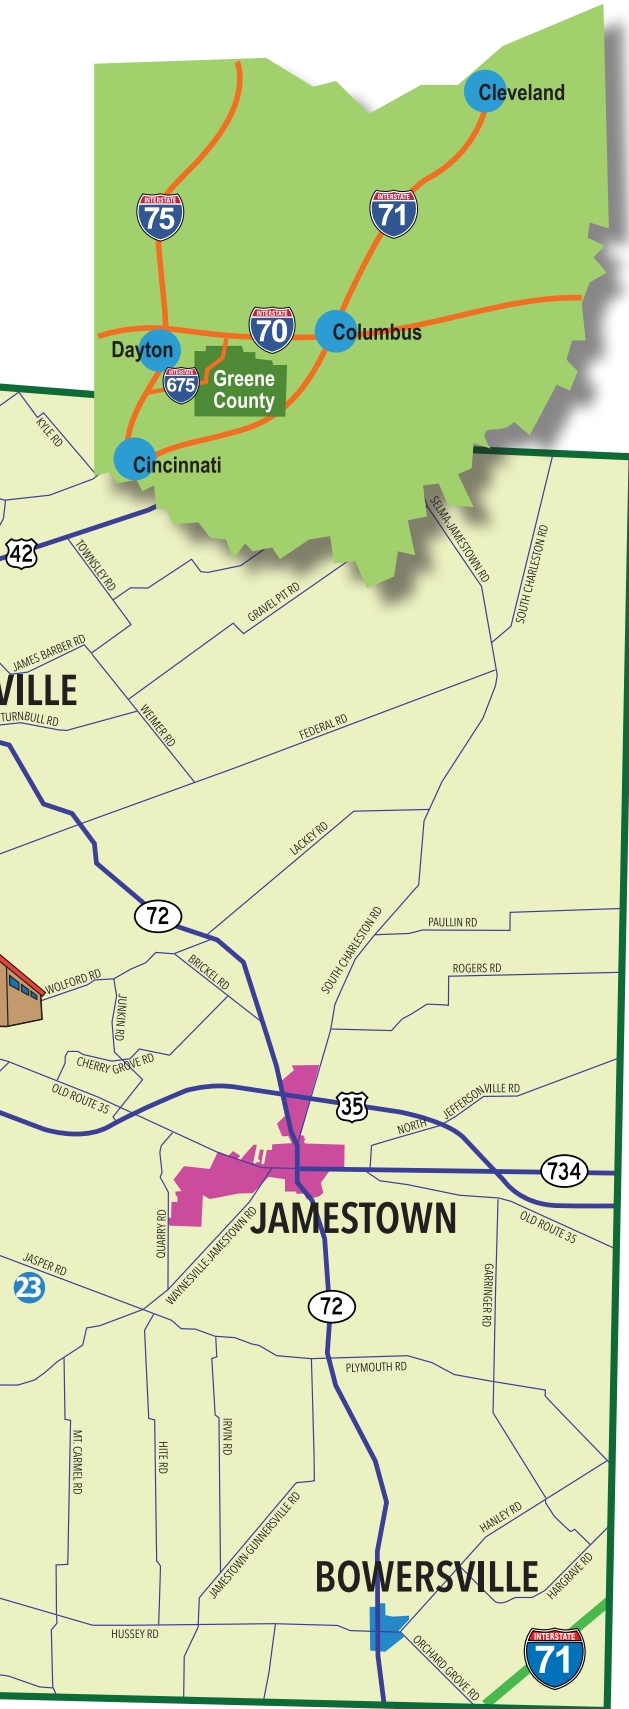 Cleveland
INTERSTATE
75
INTERSTATE
71
INTERSTATE
70
Columbus
Dayton
INTERSTATE
675
Greene
County
Cincinnati
KYLE RD
42
TOWNSLEY RD
SELMA-JAMESTOWN RD
SOUTH CHARLESTON RD
GRAVEL PIT RD
JAMES BARBER RD
VILLE
TURNBULL RD
WEIMER RD
FEDERAL RD
LACKEY RD
72
SOUTH CHARLESTON RD
PAULLIN RD
WOLFORD RD
BRICKEL RD
ROGERS RD
JUNKIN RD
CHERRY GROVE RD
OLD ROUTE 35
35
NORTH JEFFERSONVILLE RD
734
QUARRY RD
WAYNESVILLE-JAMESTOWN RD
JAMESTOWN
OLD ROUTE 35
JASPER RD
23
GARRINGER RD
72
PLYMOUTH RD
MT. CARMEL RD
HITE RD
IRVIN RD
JAMESTOWN-GUNNERSVILLE RD
HANLEY RD
BOWERSVILLE
HARGRAVE RD
HUSSEY RD
ORCHARD GROVE RD
INTERSTATE
71